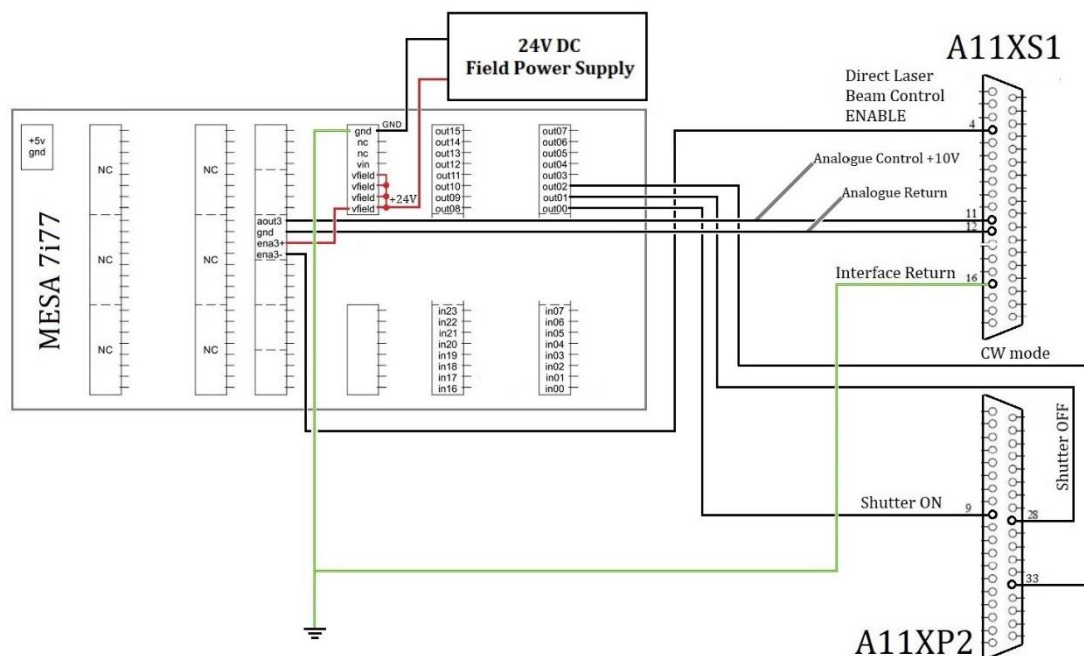 24V DC
Field Power Supply
A11XS1
Direct Laser
Beam Control
ENABLE
4
Analogue Control +10V
Analogue Return
11
12
Interface Return
16
CW mode
MESA 7i77
+5v
gnd
NC
NC
NC
NC
NC
NC
aout3
gnd
ena3+
ena3-
GND
gnd
nc
nc
vin
vfield
vfield
vfield
vfield
+24V
out15
out14
out13
out12
out11
out10
out09
out08
out07
out06
out05
out04
out03
out02
out01
out00
in23
in22
in21
in20
in19
in18
in17
in16
in07
in06
in05
in04
in03
in02
in01
in00
Shutter OFF
Shutter ON
9
28
33
A11XP2